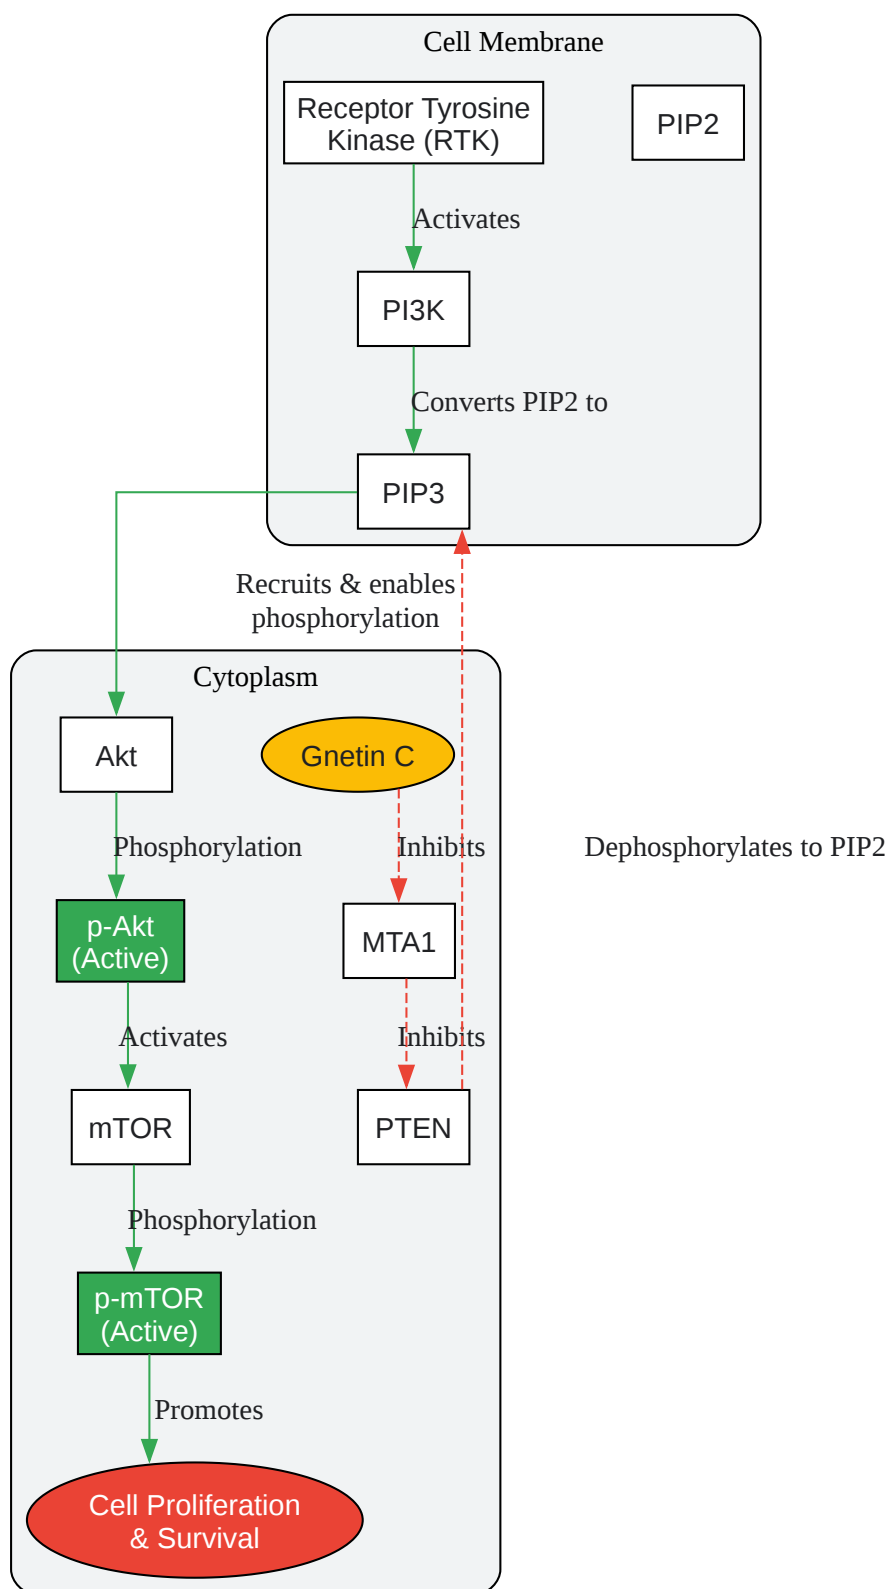 Cell Membrane
Receptor Tyrosine
Kinase (RTK)
PIP2
Activates
PI3K
Converts PIP2 to
PIP3
Recruits & enables
phosphorylation
Cytoplasm
Akt
Gnetin C
Phosphorylation
Inhibits
Dephosphorylates to PIP2
p-Akt
(Active)
MTA1
Activates
Inhibits
mTOR
PTEN
Phosphorylation
p-mTOR
(Active)
Promotes
Cell Proliferation
& Survival